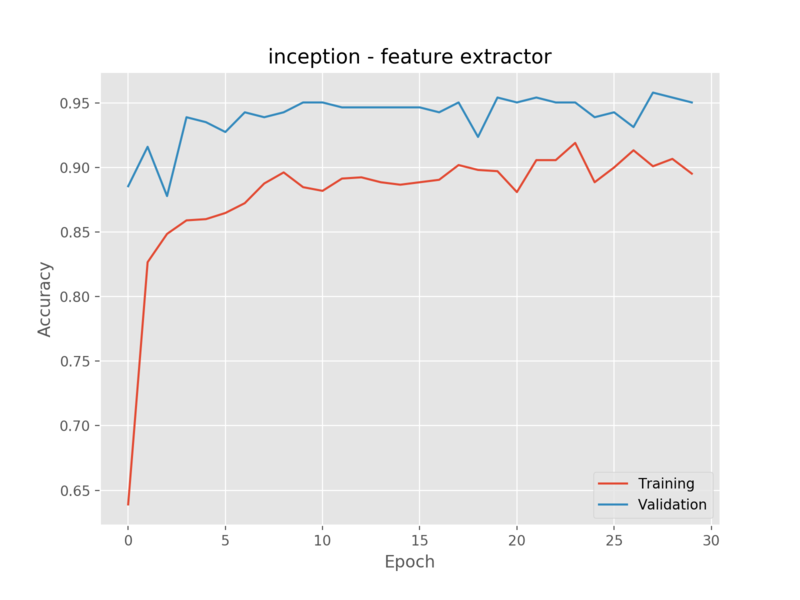 inception - feature extractor
Accuracy
0.95
0.90
0.85
0.80
0.75
0.70
0.65
Training
Validation
0 5 10 15 20 25 30
Epoch